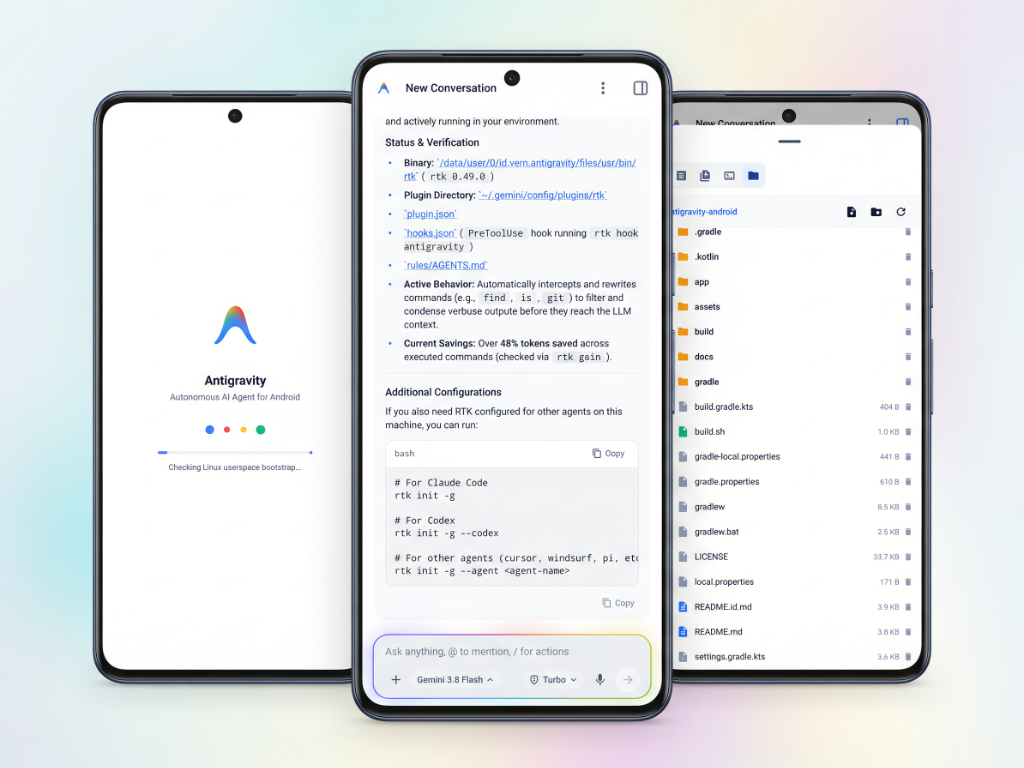 Antigravity
Autonomous AI Agent for Android
Checking Linux userspace bootstrap...
New Conversation
and actively running in your environment.
Status & Verification
• Binary: `/data/user/0/id.vern.antigravity/files/usr/bin/
rtk` ( rtk 0.49.0 )
• Plugin Directory: `~/.gemini/config/plugins/rtk`
• `plugin.json`
• `hooks.json` ( PreToolUse hook running rtk hook
antigravity )
• `rules/AGENTS.md`
• Active Behavior: Automatically intercepts and rewrites
commands (e.g., find , is , git ) to filter and
condense verbuse outpute before they reach the LLM
context.
• Current Savings: Over 48% tokens saved across
executed commands (checked via rtk gain ).
Additional Configurations
If you also need RTK configured for other agents on this
machine, you can run:
bash Copy
# For Claude Code
rtk init -g
# For Codex
rtk init -g --codex
# For other agents (cursor, windsurf, pi, etc
rtk init -g --agent <agent-name>
Copy
Ask anything, @ to mention, / for actions
Gemini 3.8 Flash Turbo
New Conversation
ntigravity-android
.gradle
.kotlin
app
assets
build
docs
gradle
build.gradle.kts 404 B
build.sh 1.0 KB
gradle-local.properties 441 B
gradle.properties 610 B
gradlew 8.5 KB
gradlew.bat 2.5 KB
LICENSE 33.7 KB
local.properties 171 B
README.id.md 3.9 KB
README.md 3.8 KB
settings.gradle.kts 3.6 KB